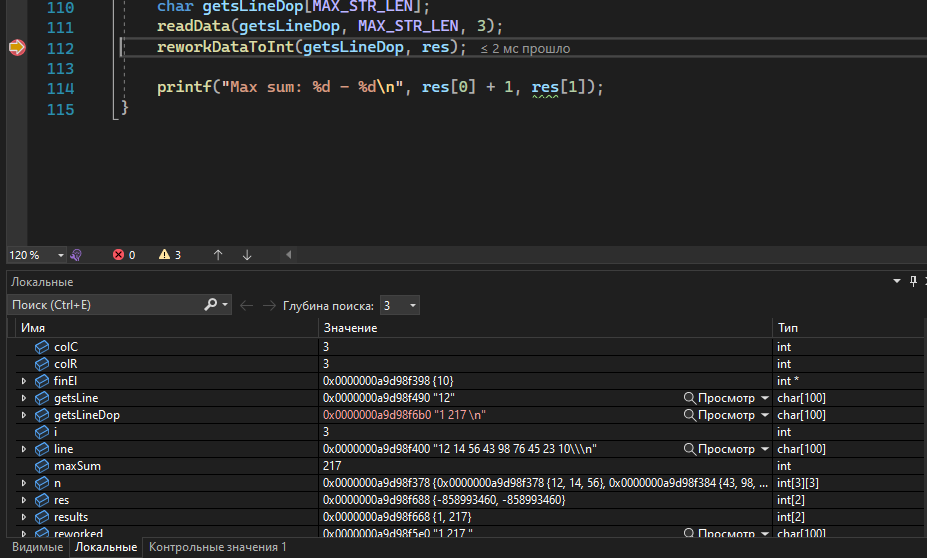 110 char getsLineDop[MAX_STR_LEN];
111 readData(getsLineDop, MAX_STR_LEN, 3);
112 reworkDataToInt(getsLineDop, res); ≤ 2 мс прошло
113
114 printf("Max sum: %d - %d\n", res[0] + 1, res[1]);
115 }
120 % 0 3
Локальные
Поиск (Ctrl+E) Глубина поиска: 3
Имя Значение Тип
colC 3 int
colR 3 int
finEl 0x0000000a9d98f398 {10} int *
getsLine 0x0000000a9d98f490 "12" Просмотр char[100]
getsLineDop 0x0000000a9d98f6b0 "1 217 \n" Просмотр char[100]
i 3 int
line 0x0000000a9d98f400 "12 14 56 43 98 76 45 23 10\\\n" Просмотр char[100]
maxSum 217 int
n 0x0000000a9d98f378 {0x0000000a9d98f378 {12, 14, 56}, 0x0000000a9d98f384 {43, 98, ... int[3][3]
res 0x0000000a9d98f688 {-858993460, -858993460} int[2]
results 0x0000000a9d98f668 {1, 217} int[2]
reworked 0x0000000a9d98f5e0 "1 217 " Просмотр char[100]
Видимые Локальные Контрольные значения 1